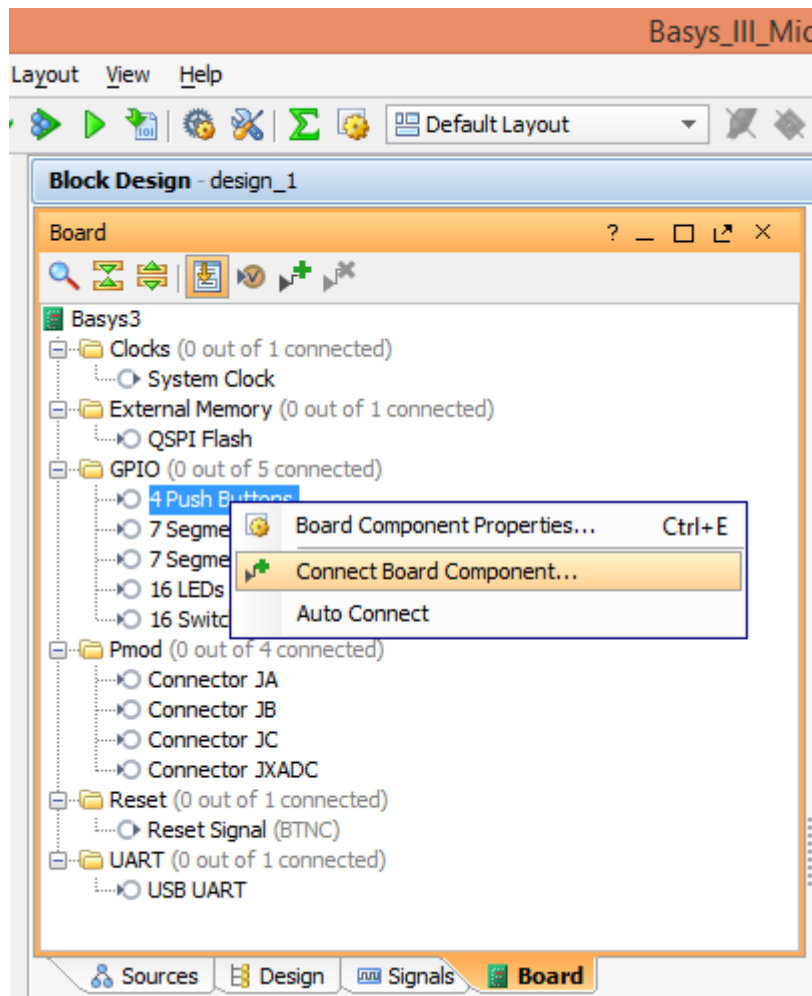 Basys_III_Mic
Layout View Help
Default Layout
Block Design - design_1
Board
Basys3
Clocks (0 out of 1 connected)
System Clock
External Memory (0 out of 1 connected)
QSPI Flash
GPIO (0 out of 5 connected)
4 Push Buttons
7 Segme
Board Component Properties... Ctrl+E
7 Segme
Connect Board Component...
16 LEDs
16 Switc
Auto Connect
Pmod (0 out of 4 connected)
Connector JA
Connector JB
Connector JC
Connector JXADC
Reset (0 out of 1 connected)
Reset Signal (BTNC)
UART (0 out of 1 connected)
USB UART
Sources Design Signals Board